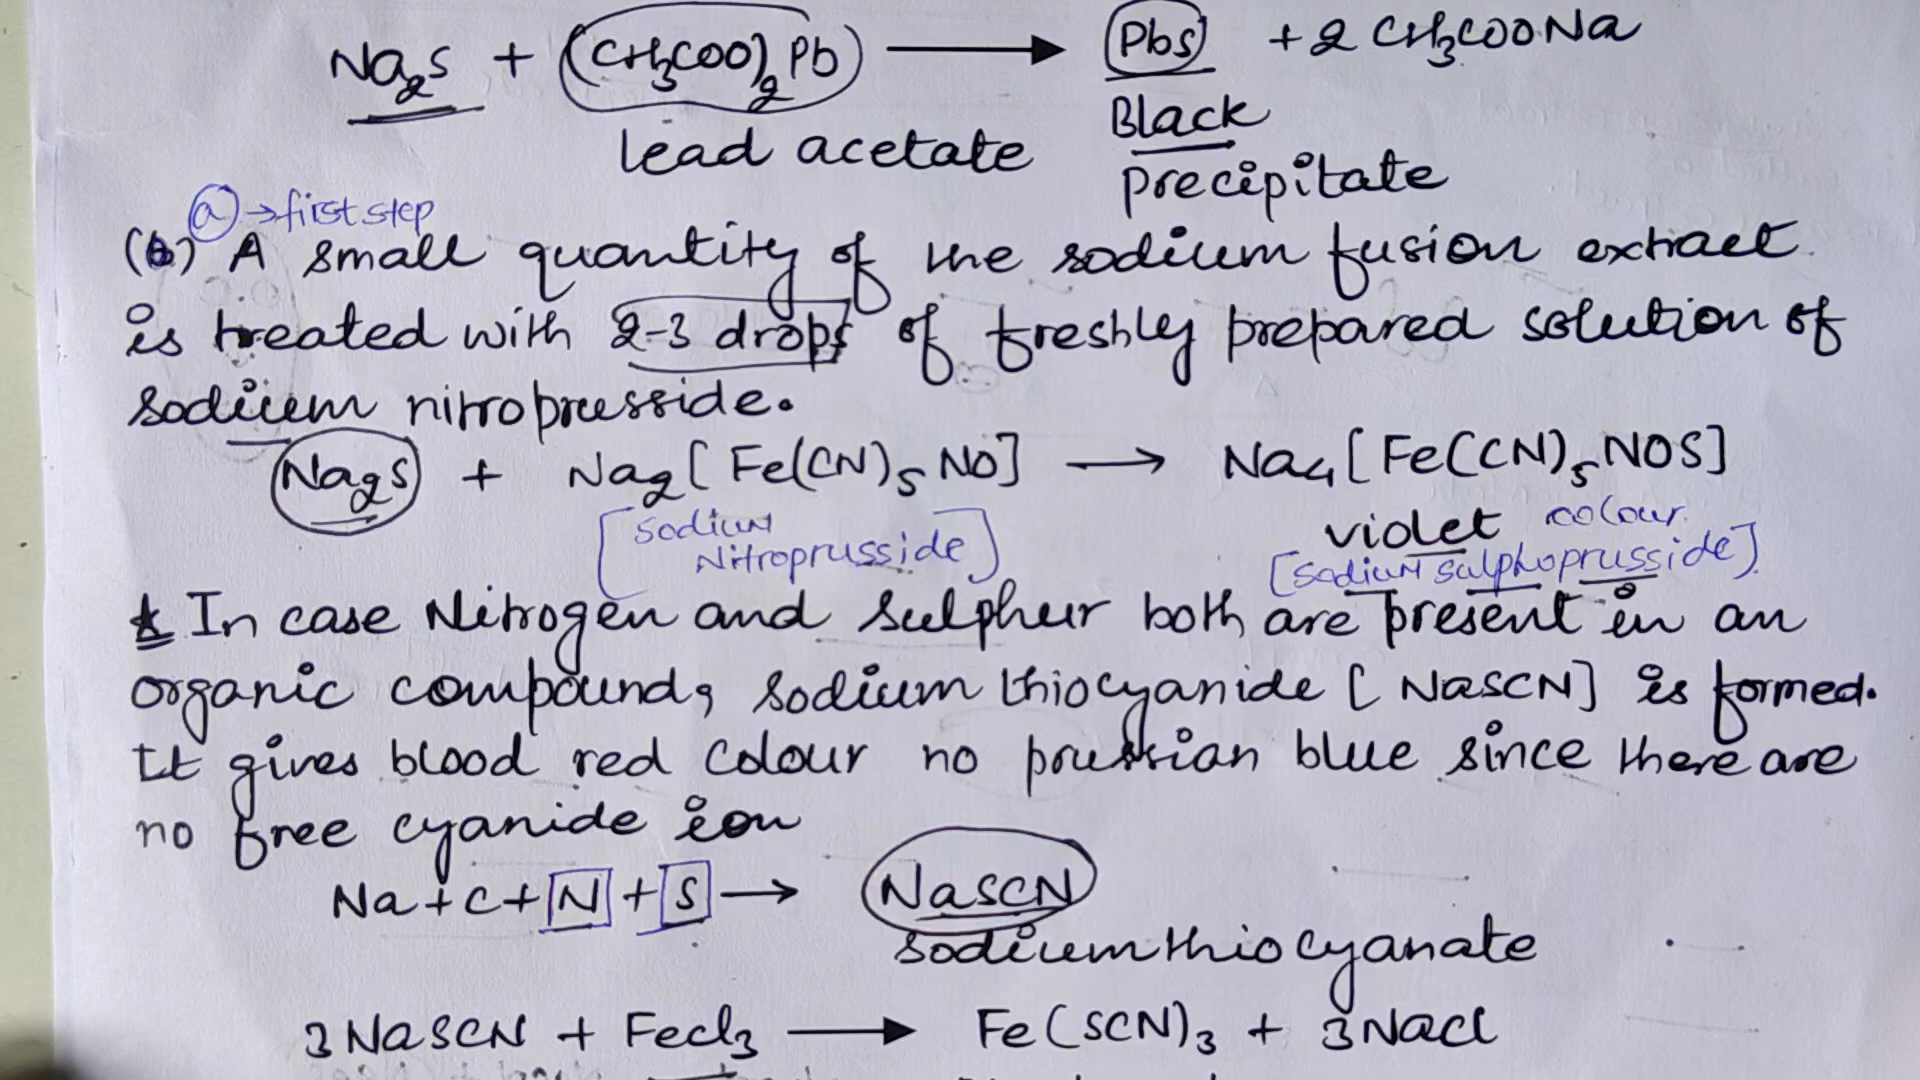 Na2S + (CH3COO)2Pb ⟶ PbS + 2 CH3COONa
lead acetate
Black
precipitate
(a) → first step
(b) A small quantity of the sodium fusion extract
is treated with 2-3 drops of freshly prepared solution of
sodium nitroprusside.
Na2S + Na2[Fe(CN)5NO] → Na4[Fe(CN)5NOS]
[sodium Nitroprusside]
violet colour
[sodium sulphoprusside]
* In case Nitrogen and sulphur both are present in an
organic compound, sodium thiocyanide [NaSCN] is formed.
It gives blood red colour no prussian blue since there are
no free cyanide ion
Na + C + N + S → NaSCN
sodium thiocyanate
3NaSCN + FeCl3 ⟶ Fe(SCN)3 + 3NaCl